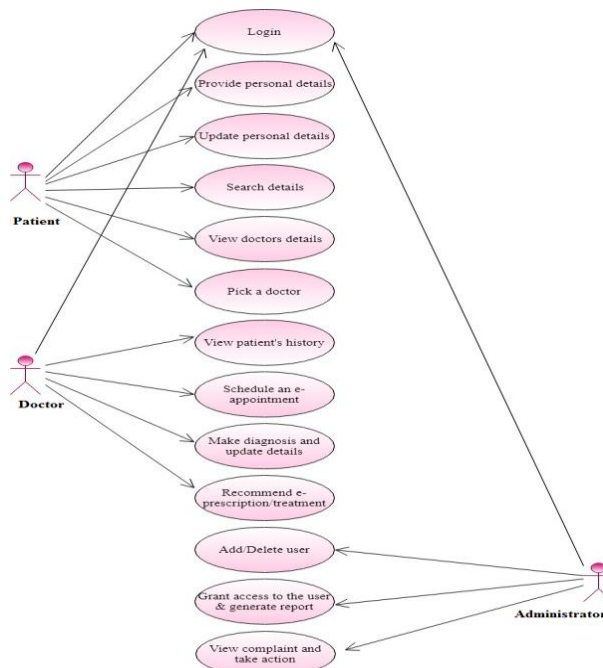 Login
Provide personal details
Update personal details
Search details
Patient
View doctors details
Pick a doctor
View patient's history
Doctor
Schedule an e-
appointment
Make diagnosis and
update details
Recommend e-
prescription/treatment
Add/Delete user
Grant access to the user
& generate report
Administrator
View complaint and
take action